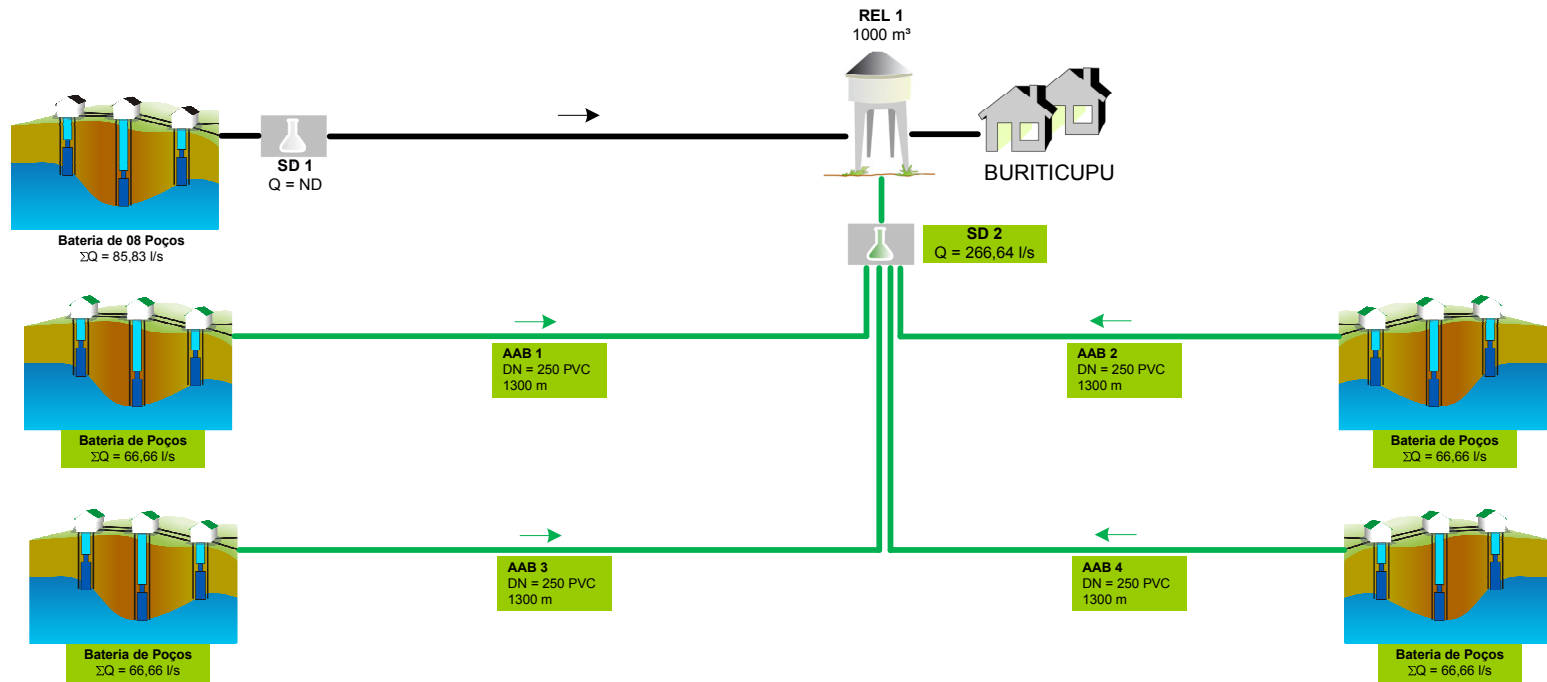 REL 1
1000 m³
SD 1
Q = ND
BURITICUPU
Bateria de 08 Poços
ΣQ = 85,83 l/s
SD 2
Q = 266,64 l/s
AAB 1
DN = 250 PVC
1300 m
AAB 2
DN = 250 PVC
1300 m
Bateria de Poços
ΣQ = 66,66 l/s
Bateria de Poços
ΣQ = 66,66 l/s
AAB 3
DN = 250 PVC
1300 m
AAB 4
DN = 250 PVC
1300 m
Bateria de Poços
ΣQ = 66,66 l/s
Bateria de Poços
ΣQ = 66,66 l/s